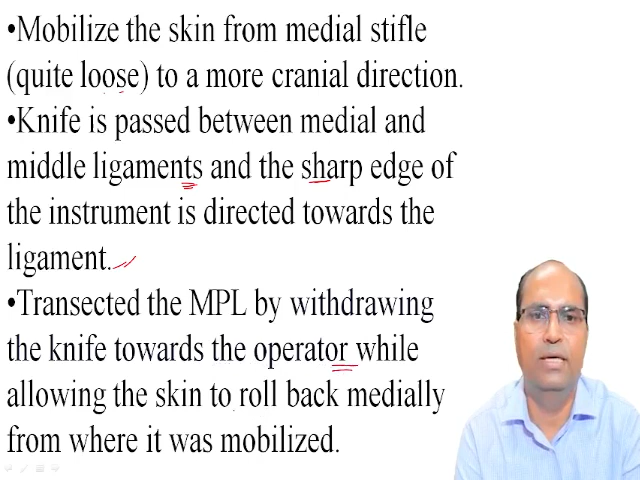 •Mobilize the skin from medial stifle
(quite loose) to a more cranial direction.
•Knife is passed between medial and
middle ligaments and the sharp edge of
the instrument is directed towards the
ligament.
•Transected the MPL by withdrawing
the knife towards the operator while
allowing the skin to roll back medially
from where it was mobilized.